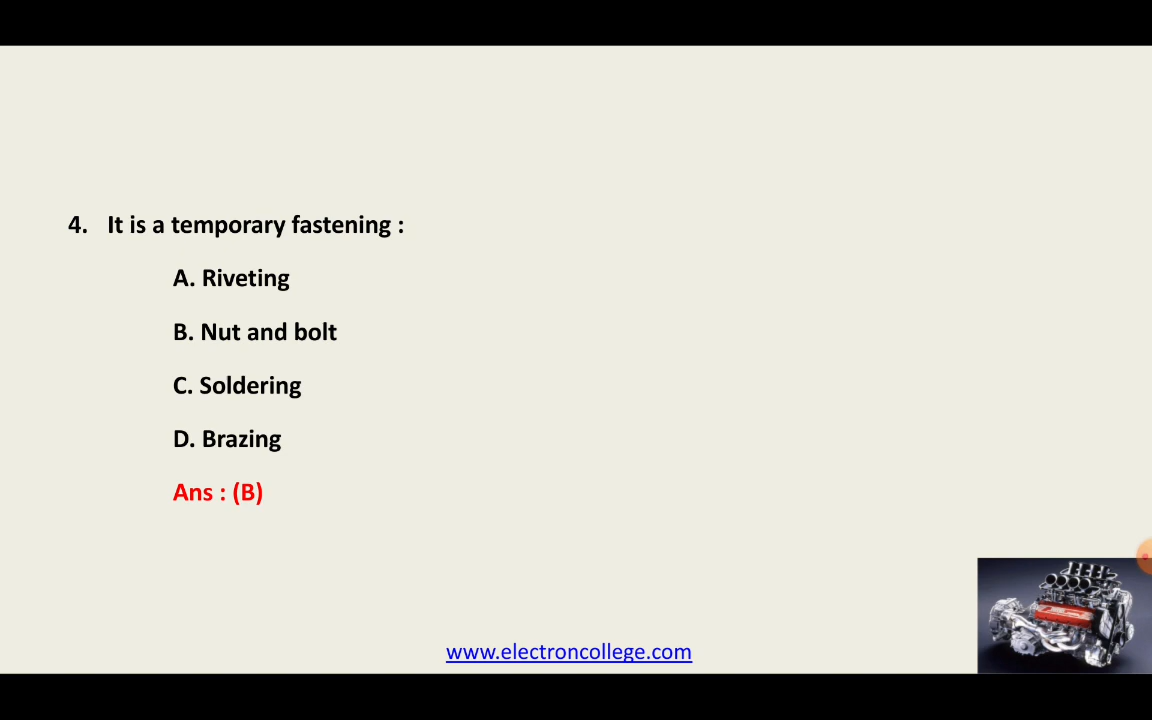 4. It is a temporary fastening :
A. Riveting
B. Nut and bolt
C. Soldering
D. Brazing
Ans : (B)
www.electroncollege.com